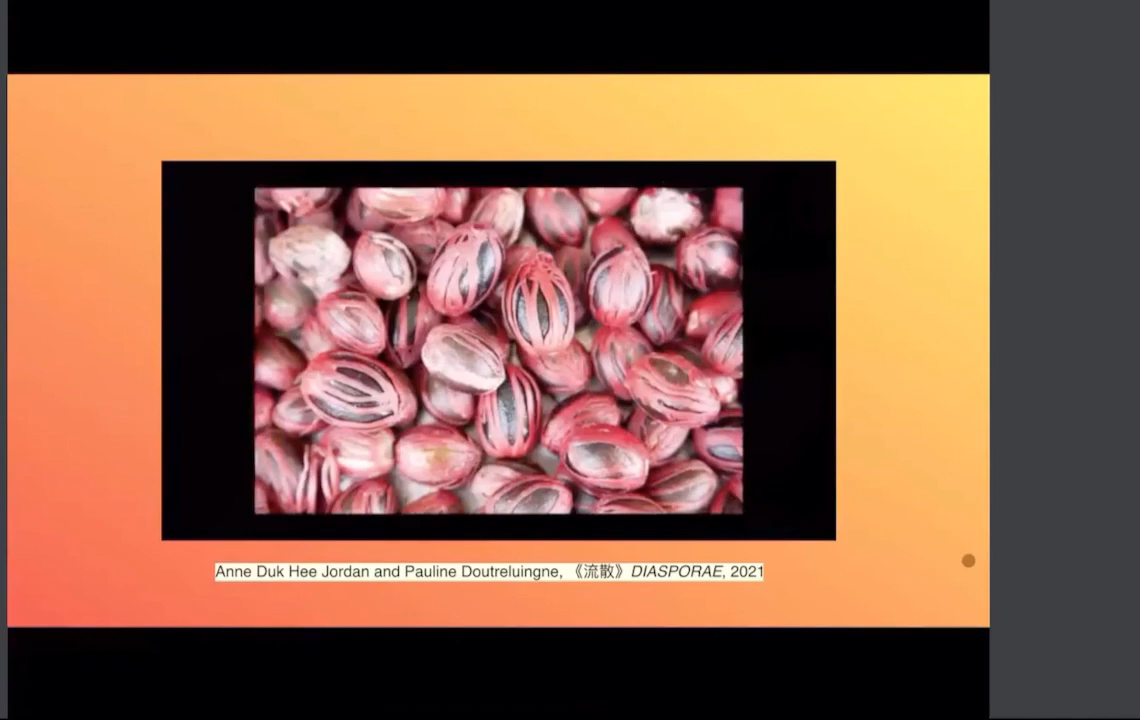 Anne Duk Hee Jordan and Pauline Doutreluingne, 《流散》 DIASPORAE, 2021